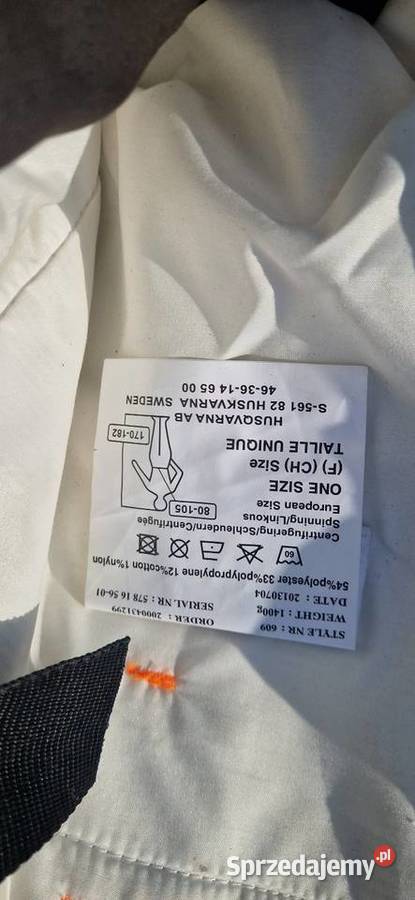 ORDER : 2000431299
STYLE NR : 609 SERIAL NR : 578 16 56-01
WEIGHT : 1400g
DATE : 20130704
54%polyester 33%polypropylene 12%cotton 1%nylon
60
Centrifugering/Schleudern/Centrifugée
Spinning/Linkous
European Size
ONE SIZE
(F) (CH) Size
TAILLE UNIQUE
80-105
170-182
HUSQVARNA AB
S-561 82 HUSKVARNA SWEDEN
46-36-14 65 00
Sprzedajemy.pl